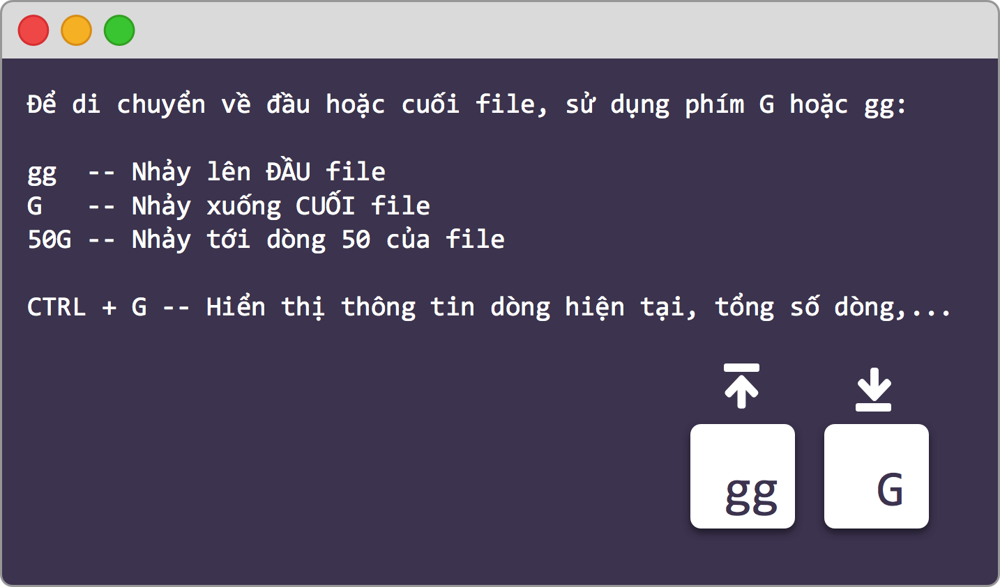 Để di chuyển về đầu hoặc cuối file, sử dụng phím G hoặc gg:
gg  -- Nhảy lên ĐẦU file
G   -- Nhảy xuống CUỐI file
50G -- Nhảy tới dòng 50 của file
CTRL + G -- Hiển thị thông tin dòng hiện tại, tổng số dòng,...
gg G